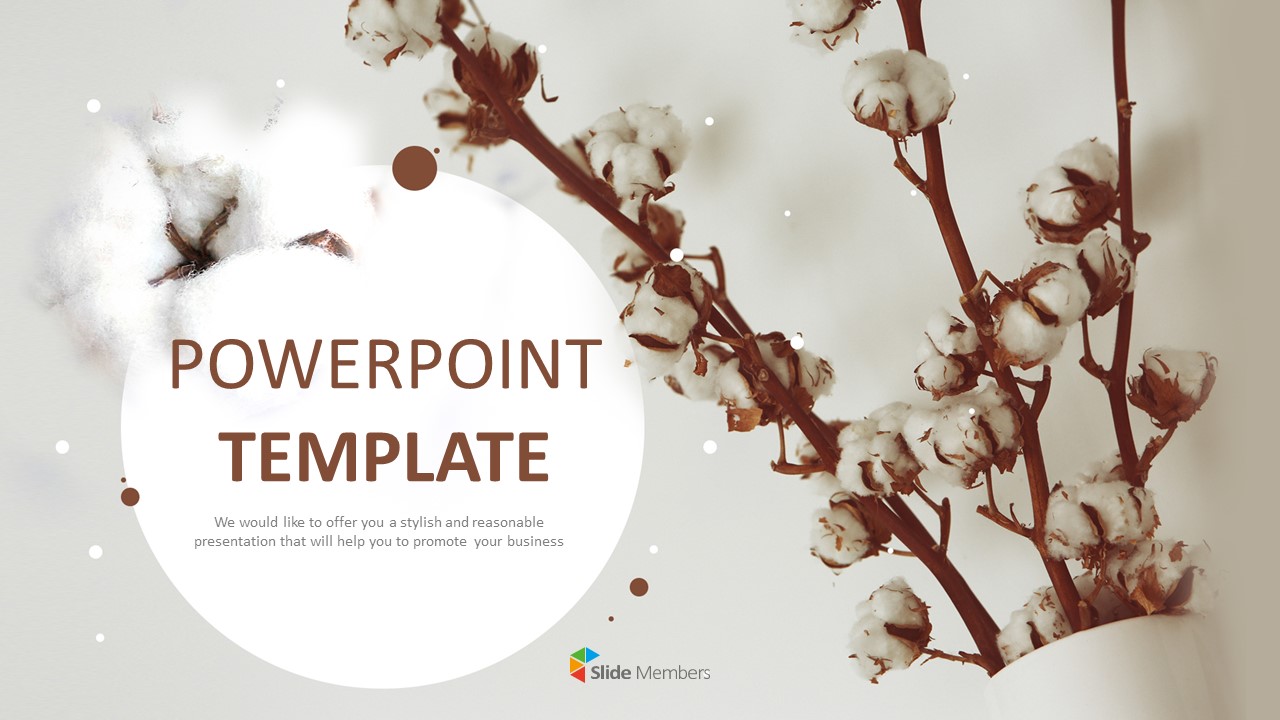 POWERPOINT
TEMPLATE
We would like to offer you a stylish and reasonable
presentation that will help you to promote your business
Slide Members